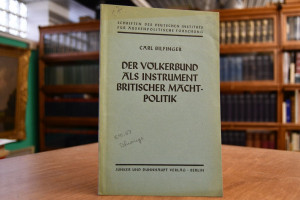 SCHRIFTEN DES DEUTSCHEN INSTITUTS
FÜR AUSSENPOLITISCHE FORSCHUNG
CARL BILFINGER
DER VÖLKERBUND
ALS INSTRUMENT
BRITISCHER MACHT-
POLITIK
JUNKER UND DÜNNHAUPT VERLAG · BERLIN